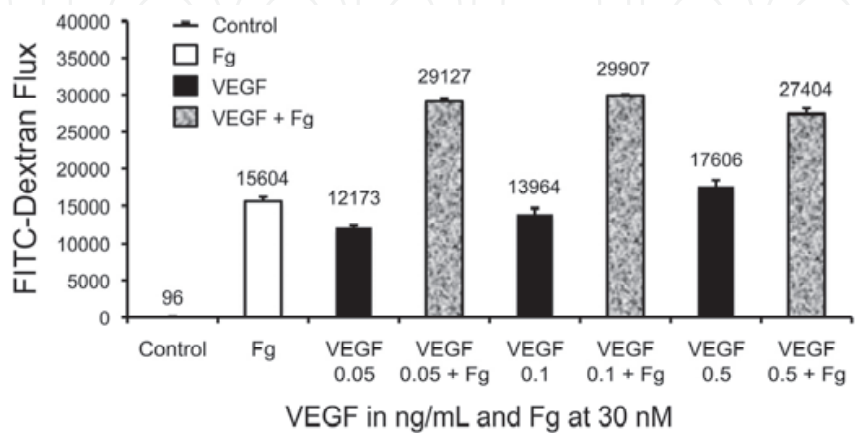 40000
35000
30000
25000
20000
15000
10000
5000
0
FITC-Dextran Flux
Control
Fg
VEGF
VEGF + Fg
96
15604
12173
29127
13964
29907
17606
27404
Control Fg VEGF VEGF VEGF VEGF VEGF VEGF
0.05 0.05 + Fg 0.1 0.1 + Fg 0.5 0.5 + Fg
VEGF in ng/mL and Fg at 30 nM